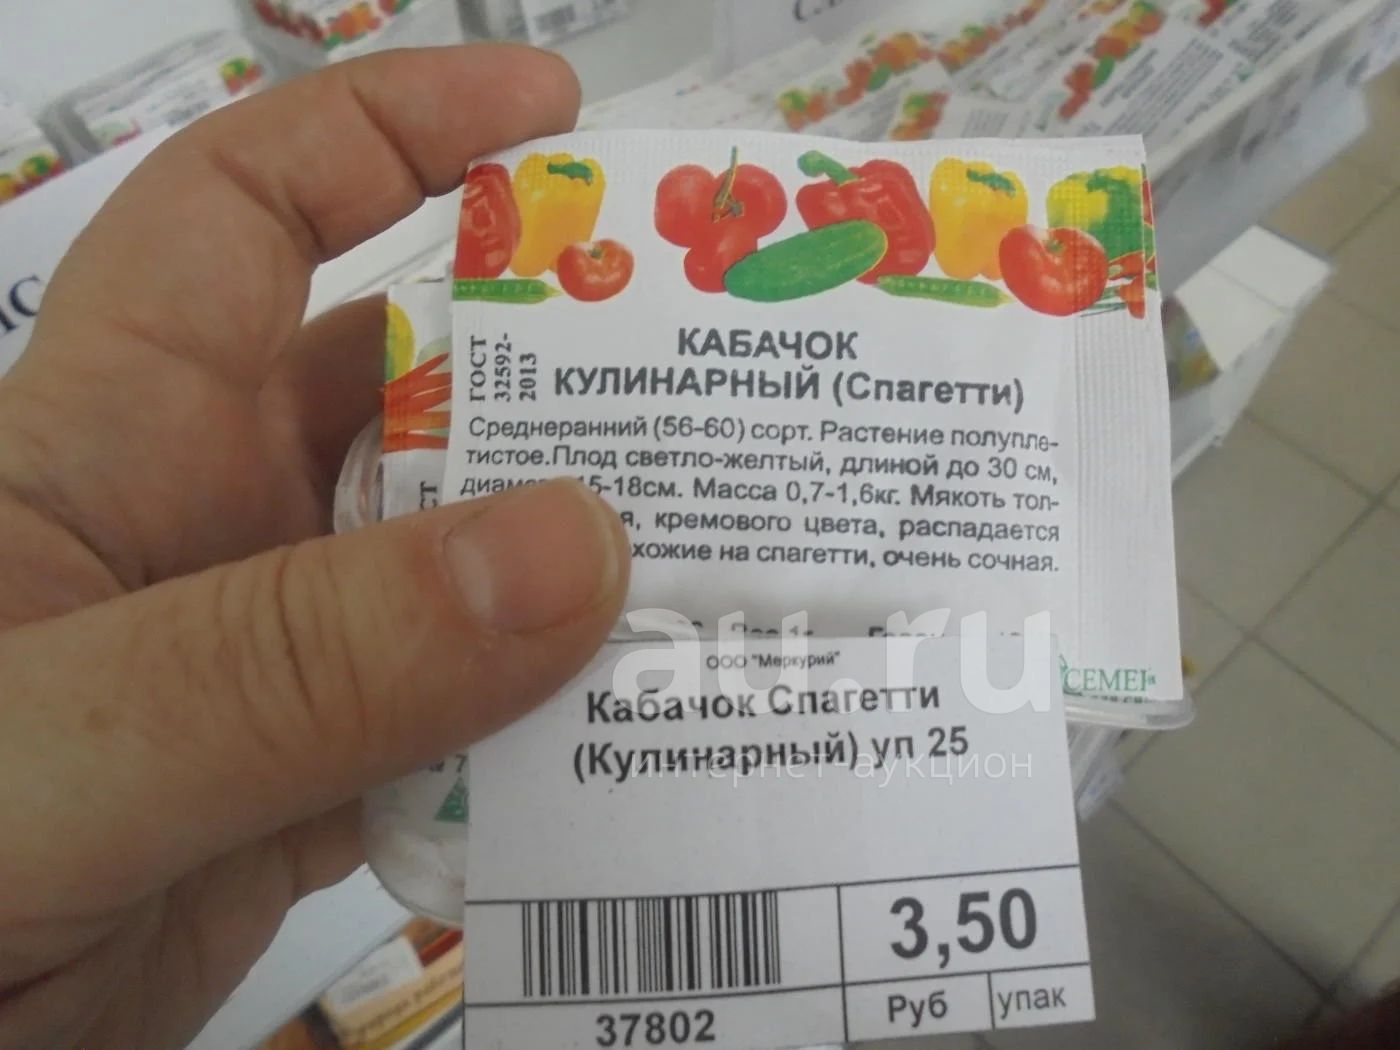 ГОСТ
32592-
2013
КАБАЧОК
КУЛИНАРНЫЙ (Спагетти)
Среднеранний (56-60) сорт. Растение полупле-
тистое.Плод светло-желтый, длиной до 30 см,
15-18см. Масса 0,7-1,6кг. Мякоть тол-
кремового цвета, распадается
на спагетти, очень сочная.
au.ru
интернет аукцион
ООО "Меркурий"
Кабачок Спагетти
(Кулинарный) уп 25
3,50
Руб
упак
37802